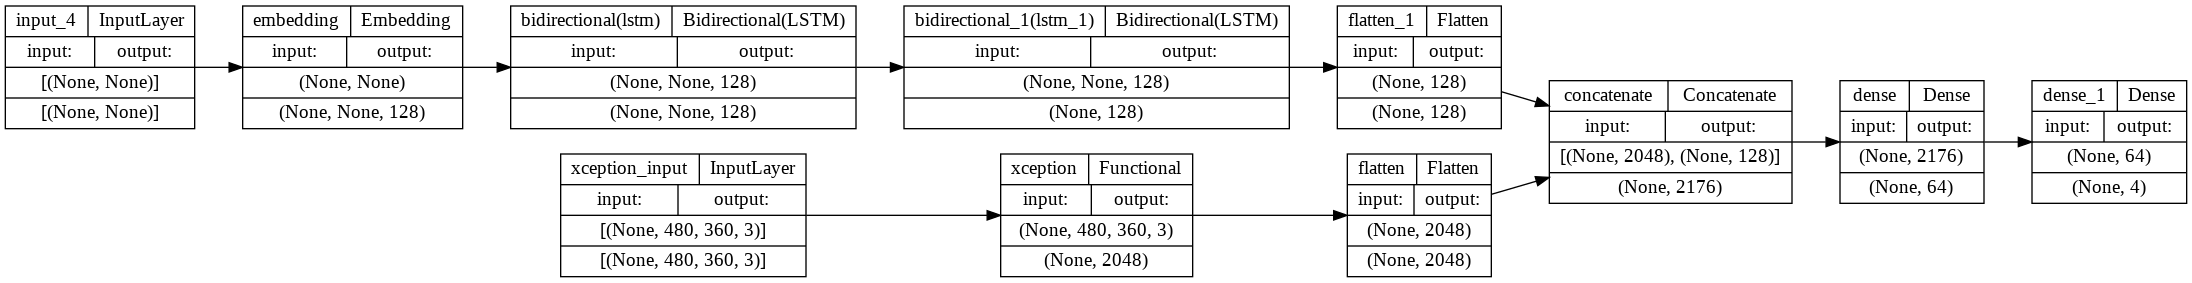 input_4 InputLayer
input: output:
[(None, None)]
[(None, None)]
embedding Embedding
input: output:
(None, None)
(None, None, 128)
bidirectional(lstm) Bidirectional(LSTM)
input: output:
(None, None, 128)
(None, None, 128)
bidirectional_1(lstm_1) Bidirectional(LSTM)
input: output:
(None, None, 128)
(None, 128)
flatten_1 Flatten
input: output:
(None, 128)
(None, 128)
xception_input InputLayer
input: output:
[(None, 480, 360, 3)]
[(None, 480, 360, 3)]
xception Functional
input: output:
(None, 480, 360, 3)
(None, 2048)
flatten Flatten
input: output:
(None, 2048)
(None, 2048)
concatenate Concatenate
input: output:
[(None, 2048), (None, 128)]
(None, 2176)
dense Dense
input: output:
(None, 2176)
(None, 64)
dense_1 Dense
input: output:
(None, 64)
(None, 4)